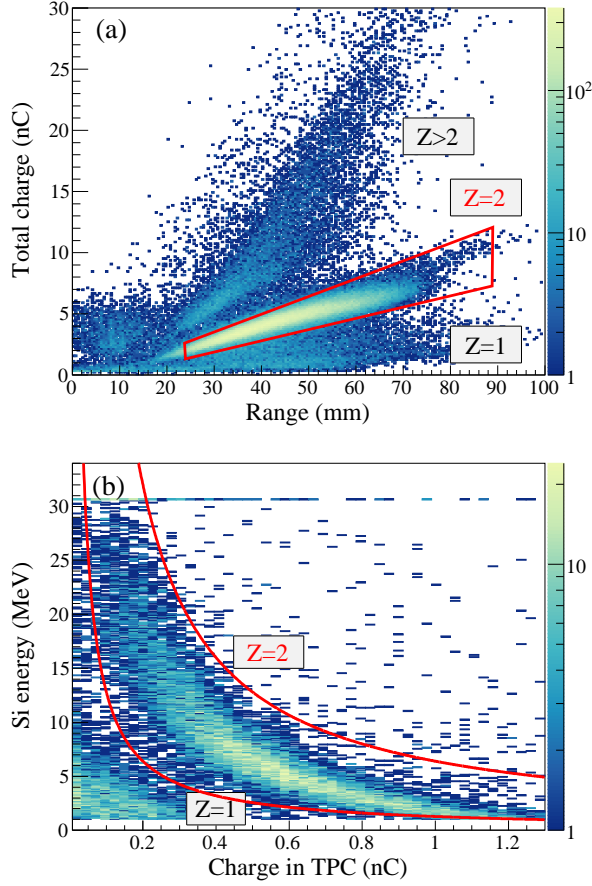 (a)
Total charge (nC)
30
25
20
15
10
5
0
Z>2
Z=2
Z=1
10²
10
1
0 10 20 30 40 50 60 70 80 90 100
Range (mm)
(b)
Si energy (MeV)
30
25
20
15
10
5
0
Z=2
Z=1
10
1
0.2 0.4 0.6 0.8 1 1.2
Charge in TPC (nC)